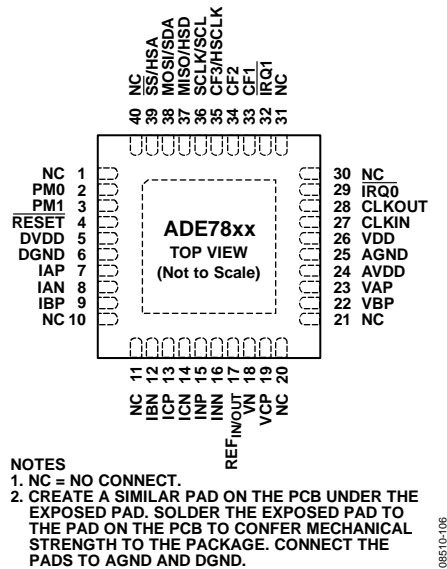 40 NC
39 SS/HSA
38 MOSI/SDA
37 MISO/HSD
36 SCLK/SCL
35 CF3/HSCLK
34 CF2
33 CF1
32 IRQ1
31 NC
NC 1
PM0 2
PM1 3
RESET 4
DVDD 5
DGND 6
IAP 7
IAN 8
IBP 9
NC 10
ADE78xx
TOP VIEW
(Not to Scale)
30 NC
29 IRQ0
28 CLKOUT
27 CLKIN
26 VDD
25 AGND
24 AVDD
23 VAP
22 VBP
21 NC
NC 11
IBN 12
ICP 13
ICN 14
INP 15
INN 16
REFIN/OUT 17
VN 18
VCP 19
NC 20
NOTES
1. NC = NO CONNECT.
2. CREATE A SIMILAR PAD ON THE PCB UNDER THE
EXPOSED PAD. SOLDER THE EXPOSED PAD TO
THE PAD ON THE PCB TO CONFER MECHANICAL
STRENGTH TO THE PACKAGE. CONNECT THE
PADS TO AGND AND DGND.
08510-106